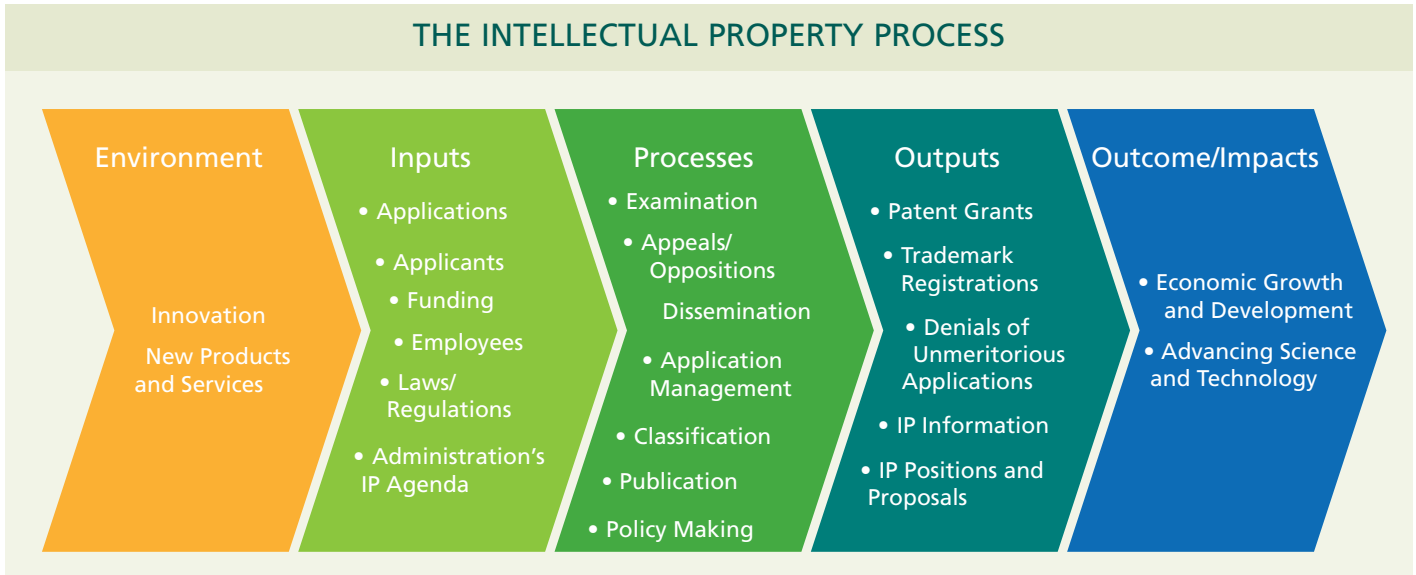 THE INTELLECTUAL PROPERTY PROCESS
Environment
Innovation
New Products
and Services
Inputs
• Applications
• Applicants
• Funding
• Employees
• Laws/
Regulations
• Administration’s
IP Agenda
Processes
• Examination
• Appeals/
Oppositions
Dissemination
• Application
Management
• Classification
• Publication
• Policy Making
Outputs
• Patent Grants
• Trademark
Registrations
• Denials of
Unmeritorious
Applications
• IP Information
• IP Positions and
Proposals
Outcome/Impacts
• Economic Growth
and Development
• Advancing Science
and Technology